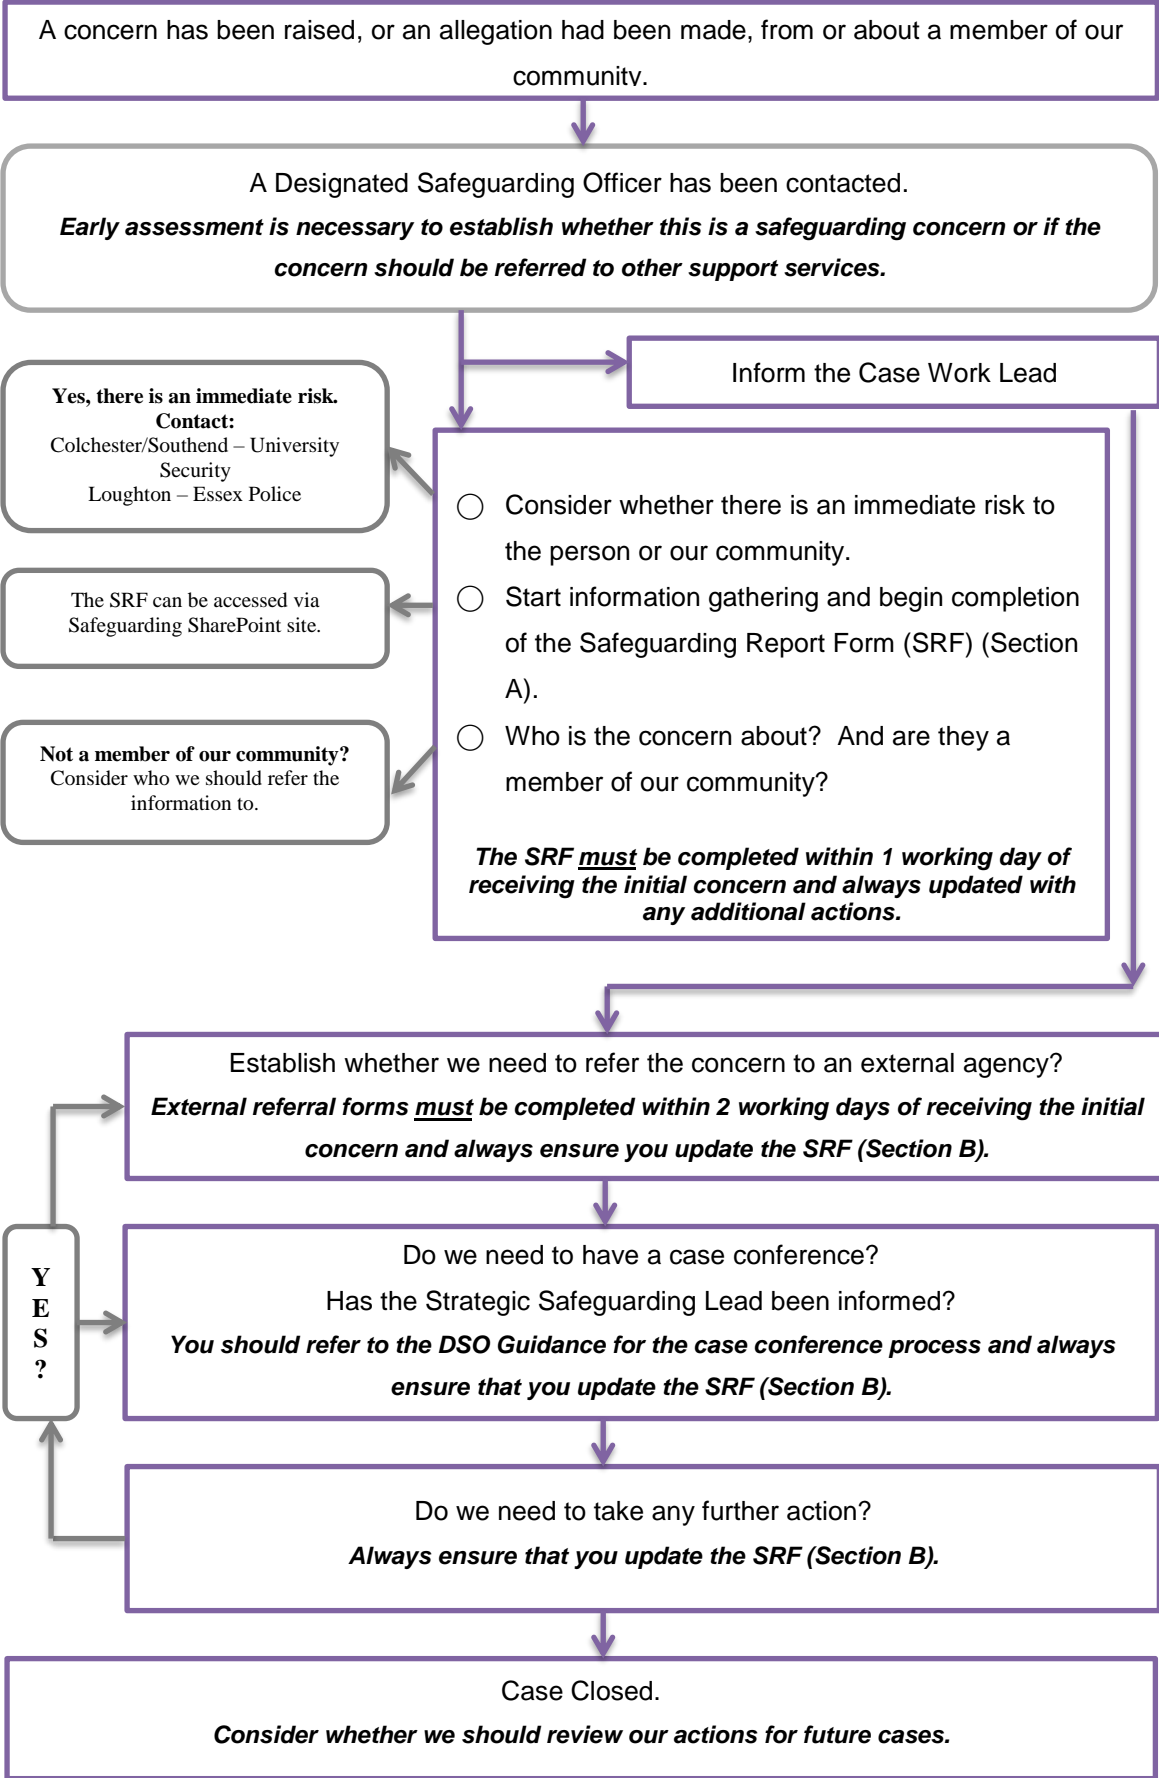 A concern has been raised, or an allegation had been made, from or about a member of our
community.
A Designated Safeguarding Officer has been contacted.
Early assessment is necessary to establish whether this is a safeguarding concern or if the
concern should be referred to other support services.
Inform the Case Work Lead
Yes, there is an immediate risk.
Contact:
Colchester/Southend – University
Security
Loughton – Essex Police
The SRF can be accessed via
Safeguarding SharePoint site.
Not a member of our community?
Consider who we should refer the
information to.
Consider whether there is an immediate risk to
the person or our community.
Start information gathering and begin completion
of the Safeguarding Report Form (SRF) (Section
A).
Who is the concern about?  And are they a
member of our community?
The SRF must be completed within 1 working day of
receiving the initial concern and always updated with
any additional actions.
Establish whether we need to refer the concern to an external agency?
External referral forms must be completed within 2 working days of receiving the initial
concern and always ensure you update the SRF (Section B).
Y
E
S
?
Do we need to have a case conference?
Has the Strategic Safeguarding Lead been informed?
You should refer to the DSO Guidance for the case conference process and always
ensure that you update the SRF (Section B).
Do we need to take any further action?
Always ensure that you update the SRF (Section B).
Case Closed.
Consider whether we should review our actions for future cases.